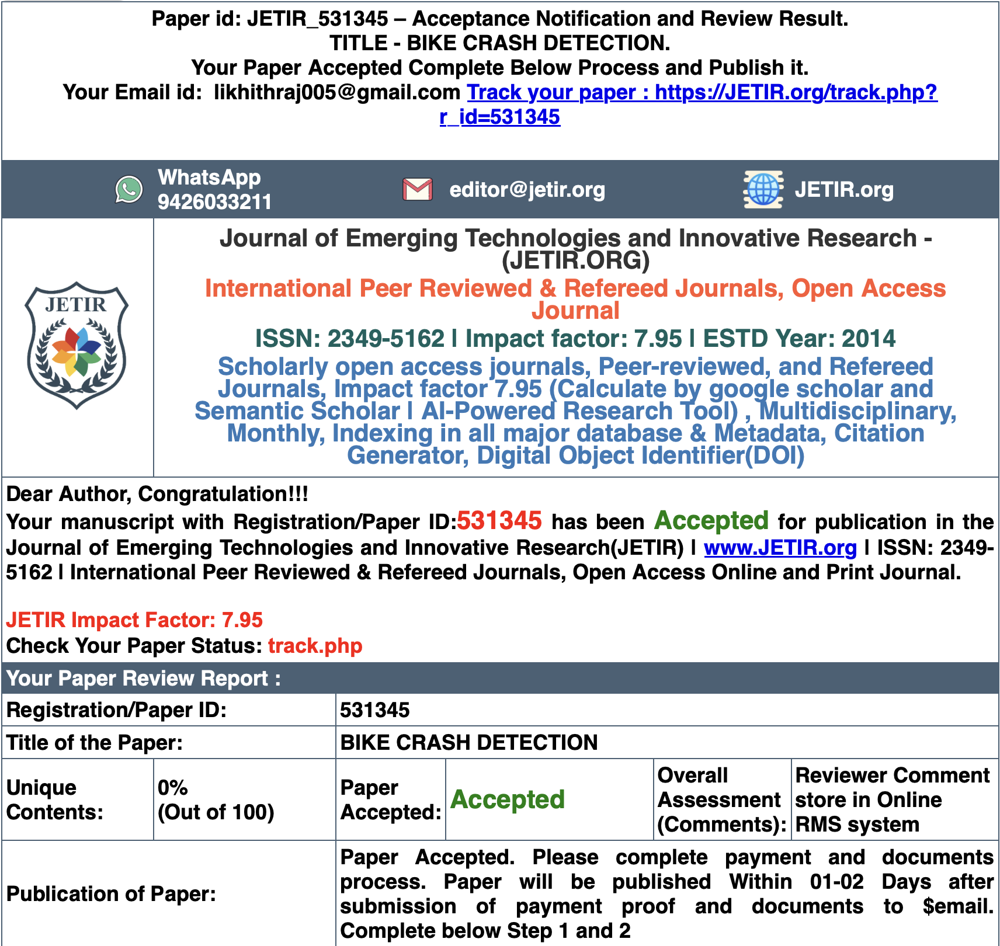 Paper id: JETIR_531345 – Acceptance Notification and Review Result.
TITLE - BIKE CRASH DETECTION.
Your Paper Accepted Complete Below Process and Publish it.
Your Email id:  likhithraj005@gmail.com Track your paper : https://JETIR.org/track.php?
r_id=531345
WhatsApp
9426033211
editor@jetir.org
JETIR.org
JETIR
Journal of Emerging Technologies and Innovative Research -
(JETIR.ORG)
International Peer Reviewed & Refereed Journals, Open Access
Journal
ISSN: 2349-5162 | Impact factor: 7.95 | ESTD Year: 2014
Scholarly open access journals, Peer-reviewed, and Refereed
Journals, Impact factor 7.95 (Calculate by google scholar and
Semantic Scholar | AI-Powered Research Tool) , Multidisciplinary,
Monthly, Indexing in all major database & Metadata, Citation
Generator, Digital Object Identifier(DOI)
Dear Author, Congratulation!!!
Your manuscript with Registration/Paper ID:531345 has been Accepted for publication in the
Journal of Emerging Technologies and Innovative Research(JETIR) | www.JETIR.org | ISSN: 2349-
5162 | International Peer Reviewed & Refereed Journals, Open Access Online and Print Journal.
JETIR Impact Factor: 7.95
Check Your Paper Status: track.php
Your Paper Review Report :
Registration/Paper ID:
531345
Title of the Paper:
BIKE CRASH DETECTION
Unique
Contents:
0%
(Out of 100)
Paper
Accepted:
Accepted
Overall
Assessment
(Comments):
Reviewer Comment
store in Online
RMS system
Publication of Paper:
Paper Accepted. Please complete payment and documents
process. Paper will be published Within 01-02 Days after
submission of payment proof and documents to $email.
Complete below Step 1 and 2